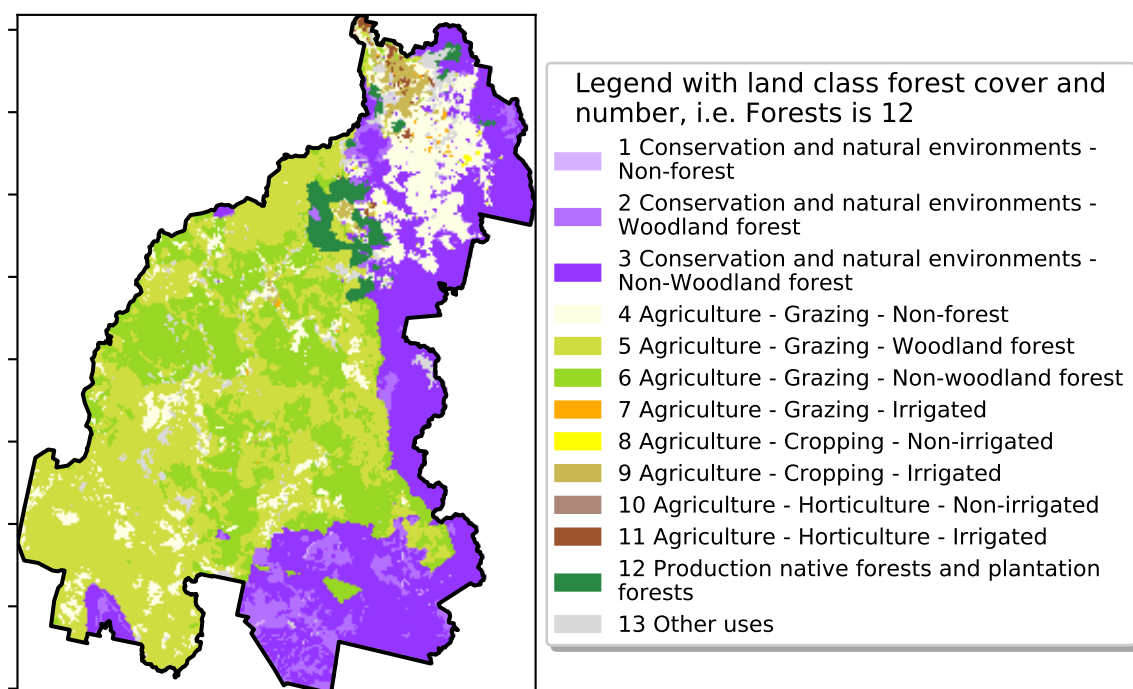 Legend with land class forest cover and
number, i.e. Forests is 12
1 Conservation and natural environments -
Non-forest
2 Conservation and natural environments -
Woodland forest
3 Conservation and natural environments -
Non-Woodland forest
4 Agriculture - Grazing - Non-forest
5 Agriculture - Grazing - Woodland forest
6 Agriculture - Grazing - Non-woodland forest
7 Agriculture - Grazing - Irrigated
8 Agriculture - Cropping - Non-irrigated
9 Agriculture - Cropping - Irrigated
10 Agriculture - Horticulture - Non-irrigated
11 Agriculture - Horticulture - Irrigated
12 Production native forests and plantation
forests
13 Other uses